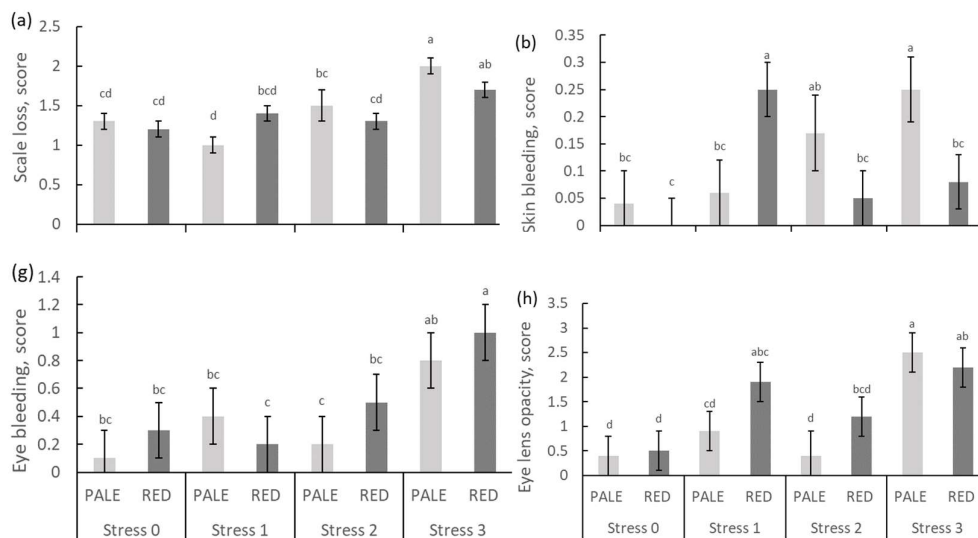 (a)
Scale loss, score
2.5
2
1.5
1
0.5
0
cd
cd
d
bcd
bc
cd
a
ab
(b)
Skin bleeding, score
0.35
0.3
0.25
0.2
0.15
0.1
0.05
0
bc
c
bc
a
ab
bc
a
bc
(g)
Eye bleeding, score
1.4
1.2
1
0.8
0.6
0.4
0.2
0
bc
bc
bc
c
c
bc
ab
a
PALE RED PALE RED PALE RED PALE RED
Stress 0 Stress 1 Stress 2 Stress 3
(h)
Eye lens opacity, score
3.5
3
2.5
2
1.5
1
0.5
0
d
d
cd
abc
d
bcd
a
ab
PALE RED PALE RED PALE RED PALE RED
Stress 0 Stress 1 Stress 2 Stress 3